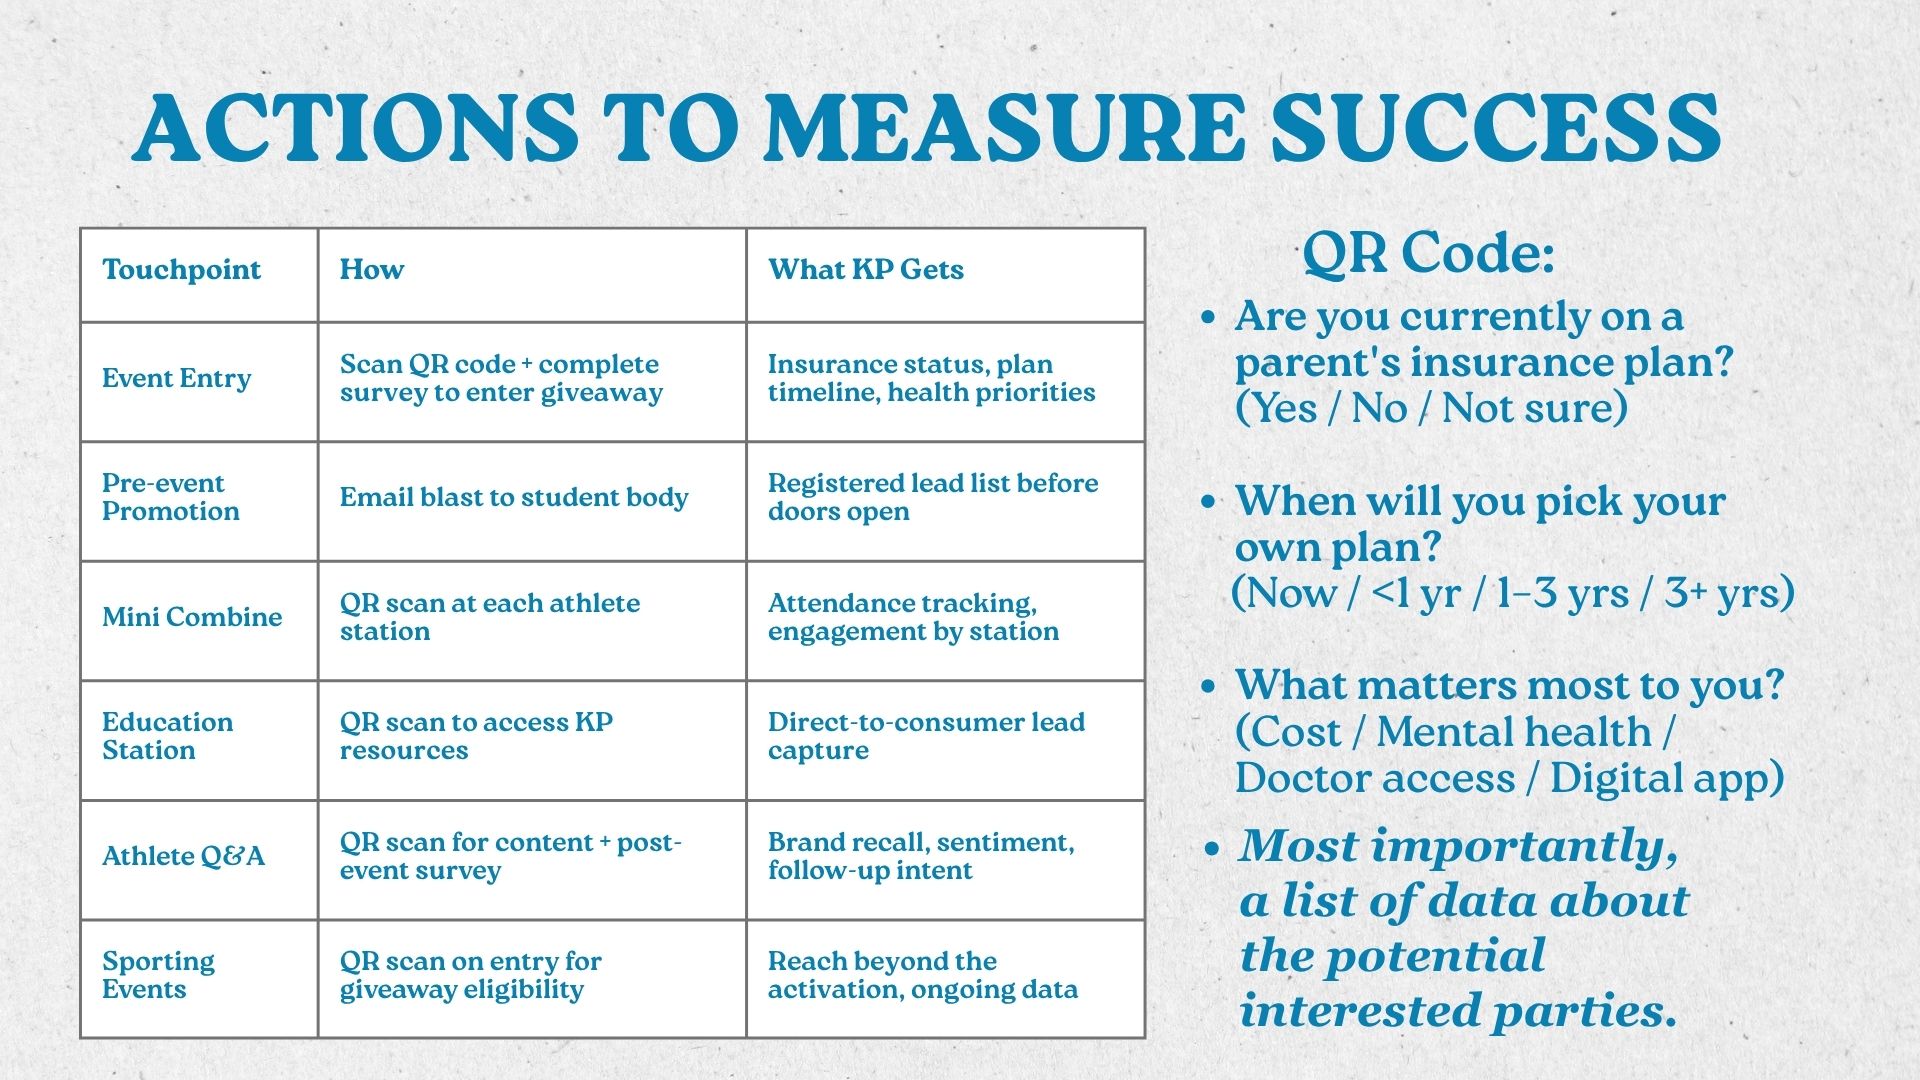 ACTIONS TO MEASURE SUCCESS
Touchpoint
How
What KP Gets
Event Entry
Scan QR code + complete
survey to enter giveaway
Insurance status, plan
timeline, health priorities
Pre-event
Promotion
Email blast to student body
Registered lead list before
doors open
Mini Combine
QR scan at each athlete
station
Attendance tracking,
engagement by station
Education
Station
QR scan to access KP
resources
Direct-to-consumer lead
capture
Athlete Q&A
QR scan for content + post-
event survey
Brand recall, sentiment,
follow-up intent
Sporting
Events
QR scan on entry for
giveaway eligibility
Reach beyond the
activation, ongoing data
QR Code:
• Are you currently on a
parent's insurance plan?
(Yes / No / Not sure)
• When will you pick your
own plan?
(Now / <1 yr / 1–3 yrs / 3+ yrs)
• What matters most to you?
(Cost / Mental health /
Doctor access / Digital app)
• Most importantly,
a list of data about
the potential
interested parties.